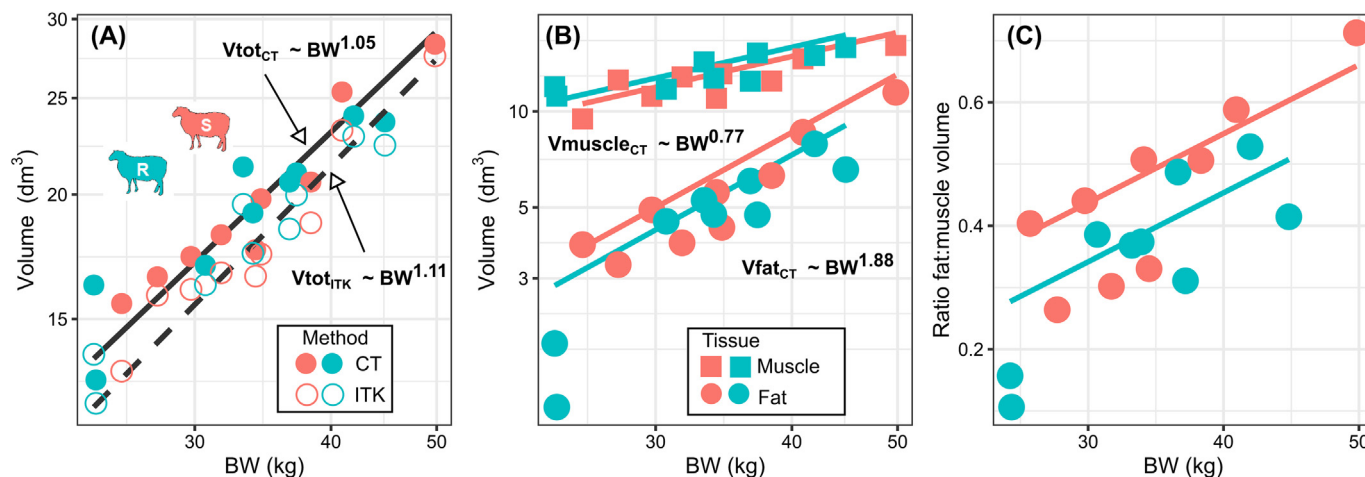 (A)
Volume (dm³)
30
25
20
15
Vtot_CT ~ BW^1.05
S
R
Vtot_ITK ~ BW^1.11
Method
CT
ITK
30
40
50
BW (kg)
(B)
Volume (dm³)
10
5
3
Vmuscle_CT ~ BW^0.77
Vfat_CT ~ BW^1.88
Tissue
Muscle
Fat
30
40
50
BW (kg)
(C)
Ratio fat:muscle volume
0.6
0.4
0.2
30
40
50
BW (kg)